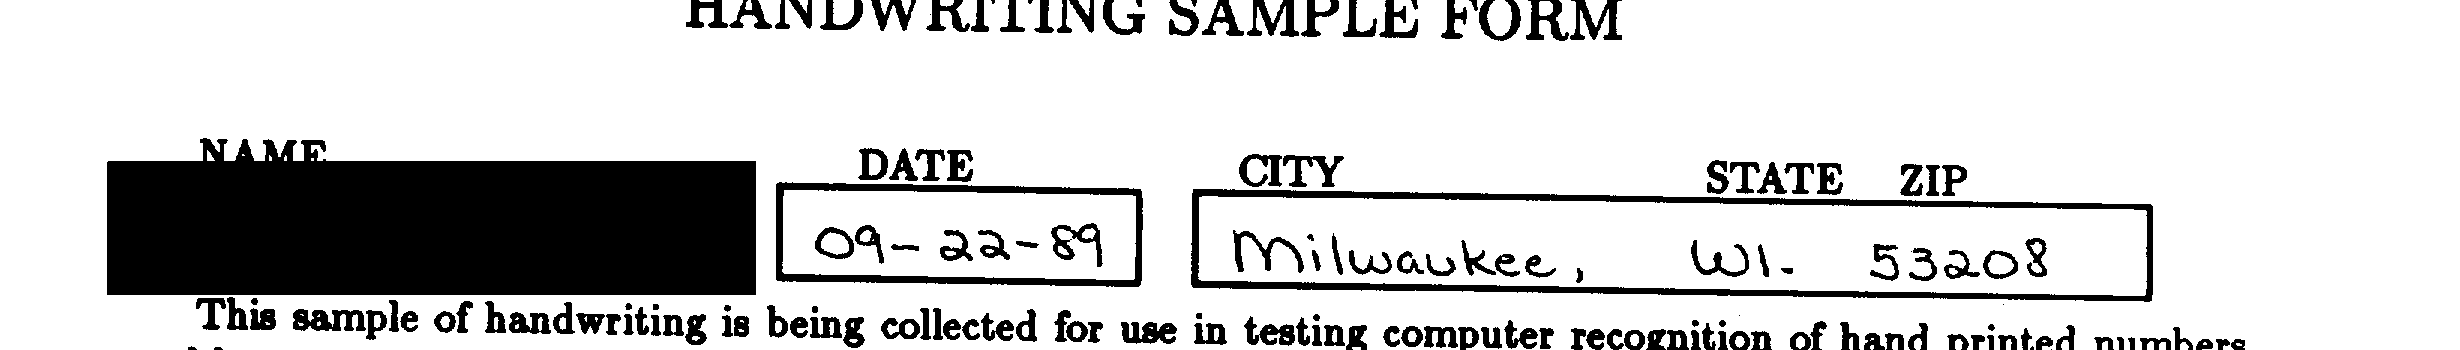 HANDWRITING SAMPLE FORM
NAME DATE CITY STATE ZIP
09-22-89 Milwaukee, WI. 53208
This sample of handwriting is being collected for use in testing computer recognition of hand printed numbers